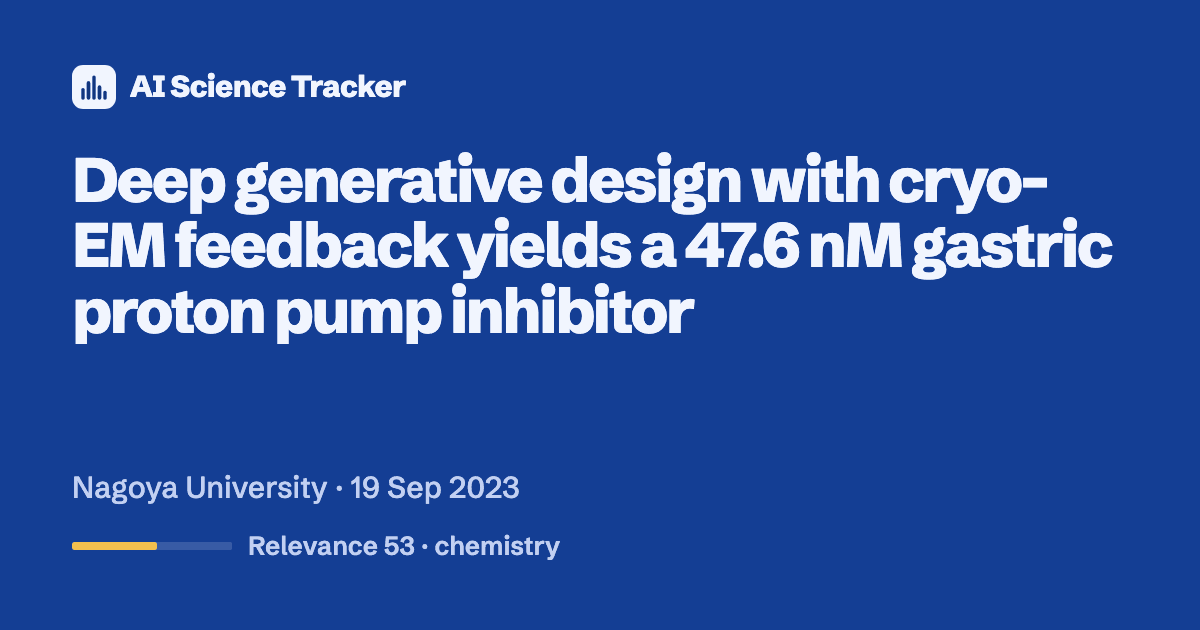 AI Science Tracker
Deep generative design with cryo-
EM feedback yields a 47.6 nM gastric
proton pump inhibitor
Nagoya University · 19 Sep 2023
Relevance 53 · chemistry